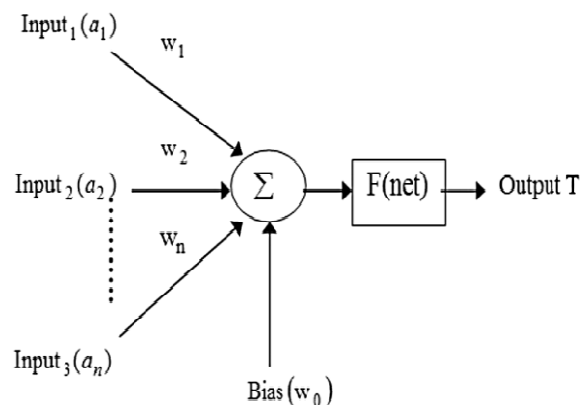 Input₁(a₁)
w₁
w₂
Input₂(a₂)
Σ
F(net)
Output T
wₙ
Input₃(aₙ)
Bias(w₀)